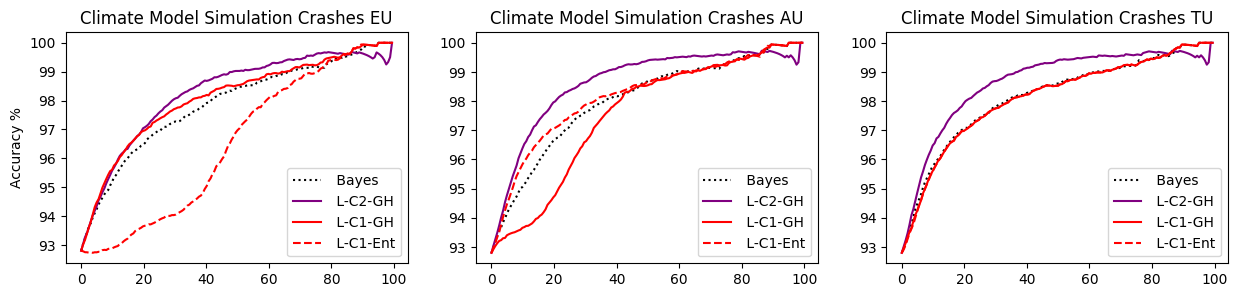 Climate Model Simulation Crashes EU
100
99
98
97
96
95
94
93
Accuracy %
0
20
40
60
80
100
Bayes
L-C2-GH
L-C1-GH
L-C1-Ent
Climate Model Simulation Crashes AU
100
99
98
97
96
95
94
93
0
20
40
60
80
100
Bayes
L-C2-GH
L-C1-GH
L-C1-Ent
Climate Model Simulation Crashes TU
100
99
98
97
96
95
94
93
0
20
40
60
80
100
Bayes
L-C2-GH
L-C1-GH
L-C1-Ent